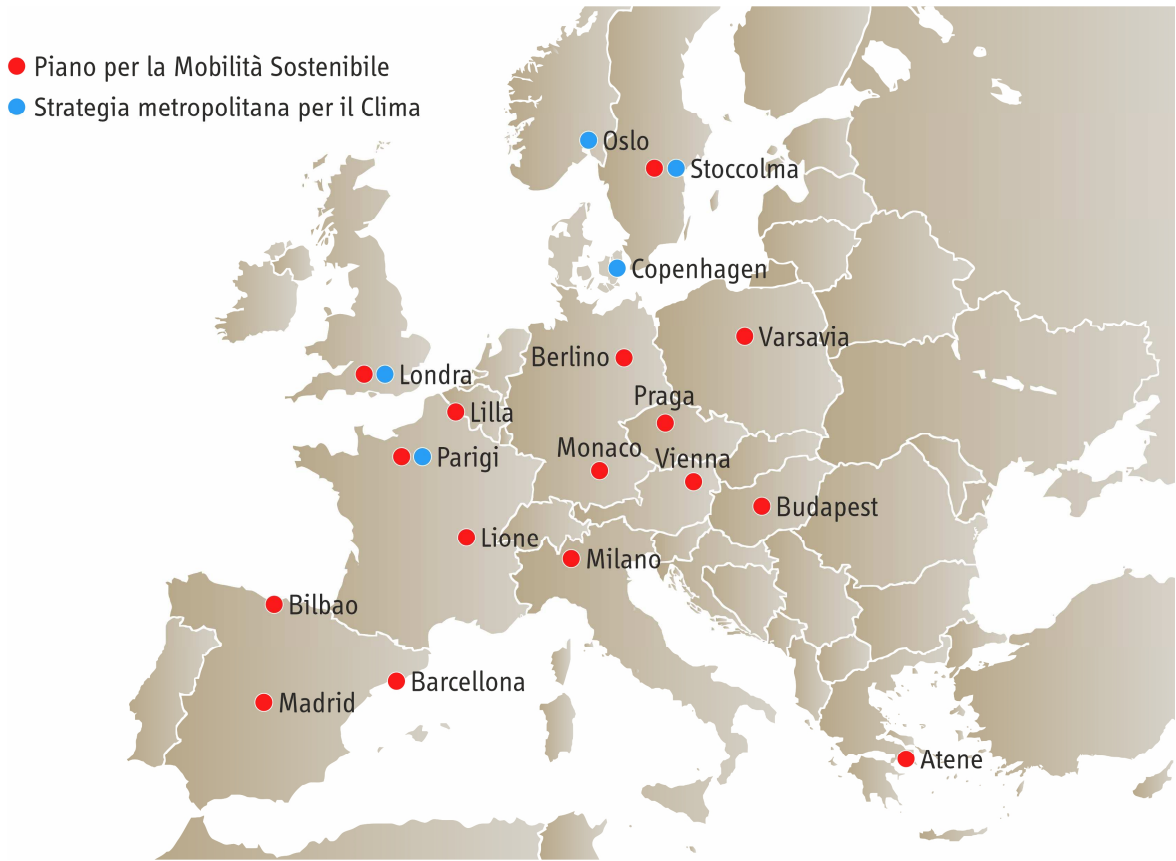 Piano per la Mobilità Sostenibile
Strategia metropolitana per il Clima
Oslo
Stoccolma
Copenhagen
Varsavia
Berlino
Londra
Praga
Lilla
Monaco
Parigi
Vienna
Budapest
Lione
Milano
Bilbao
Barcellona
Madrid
Atene